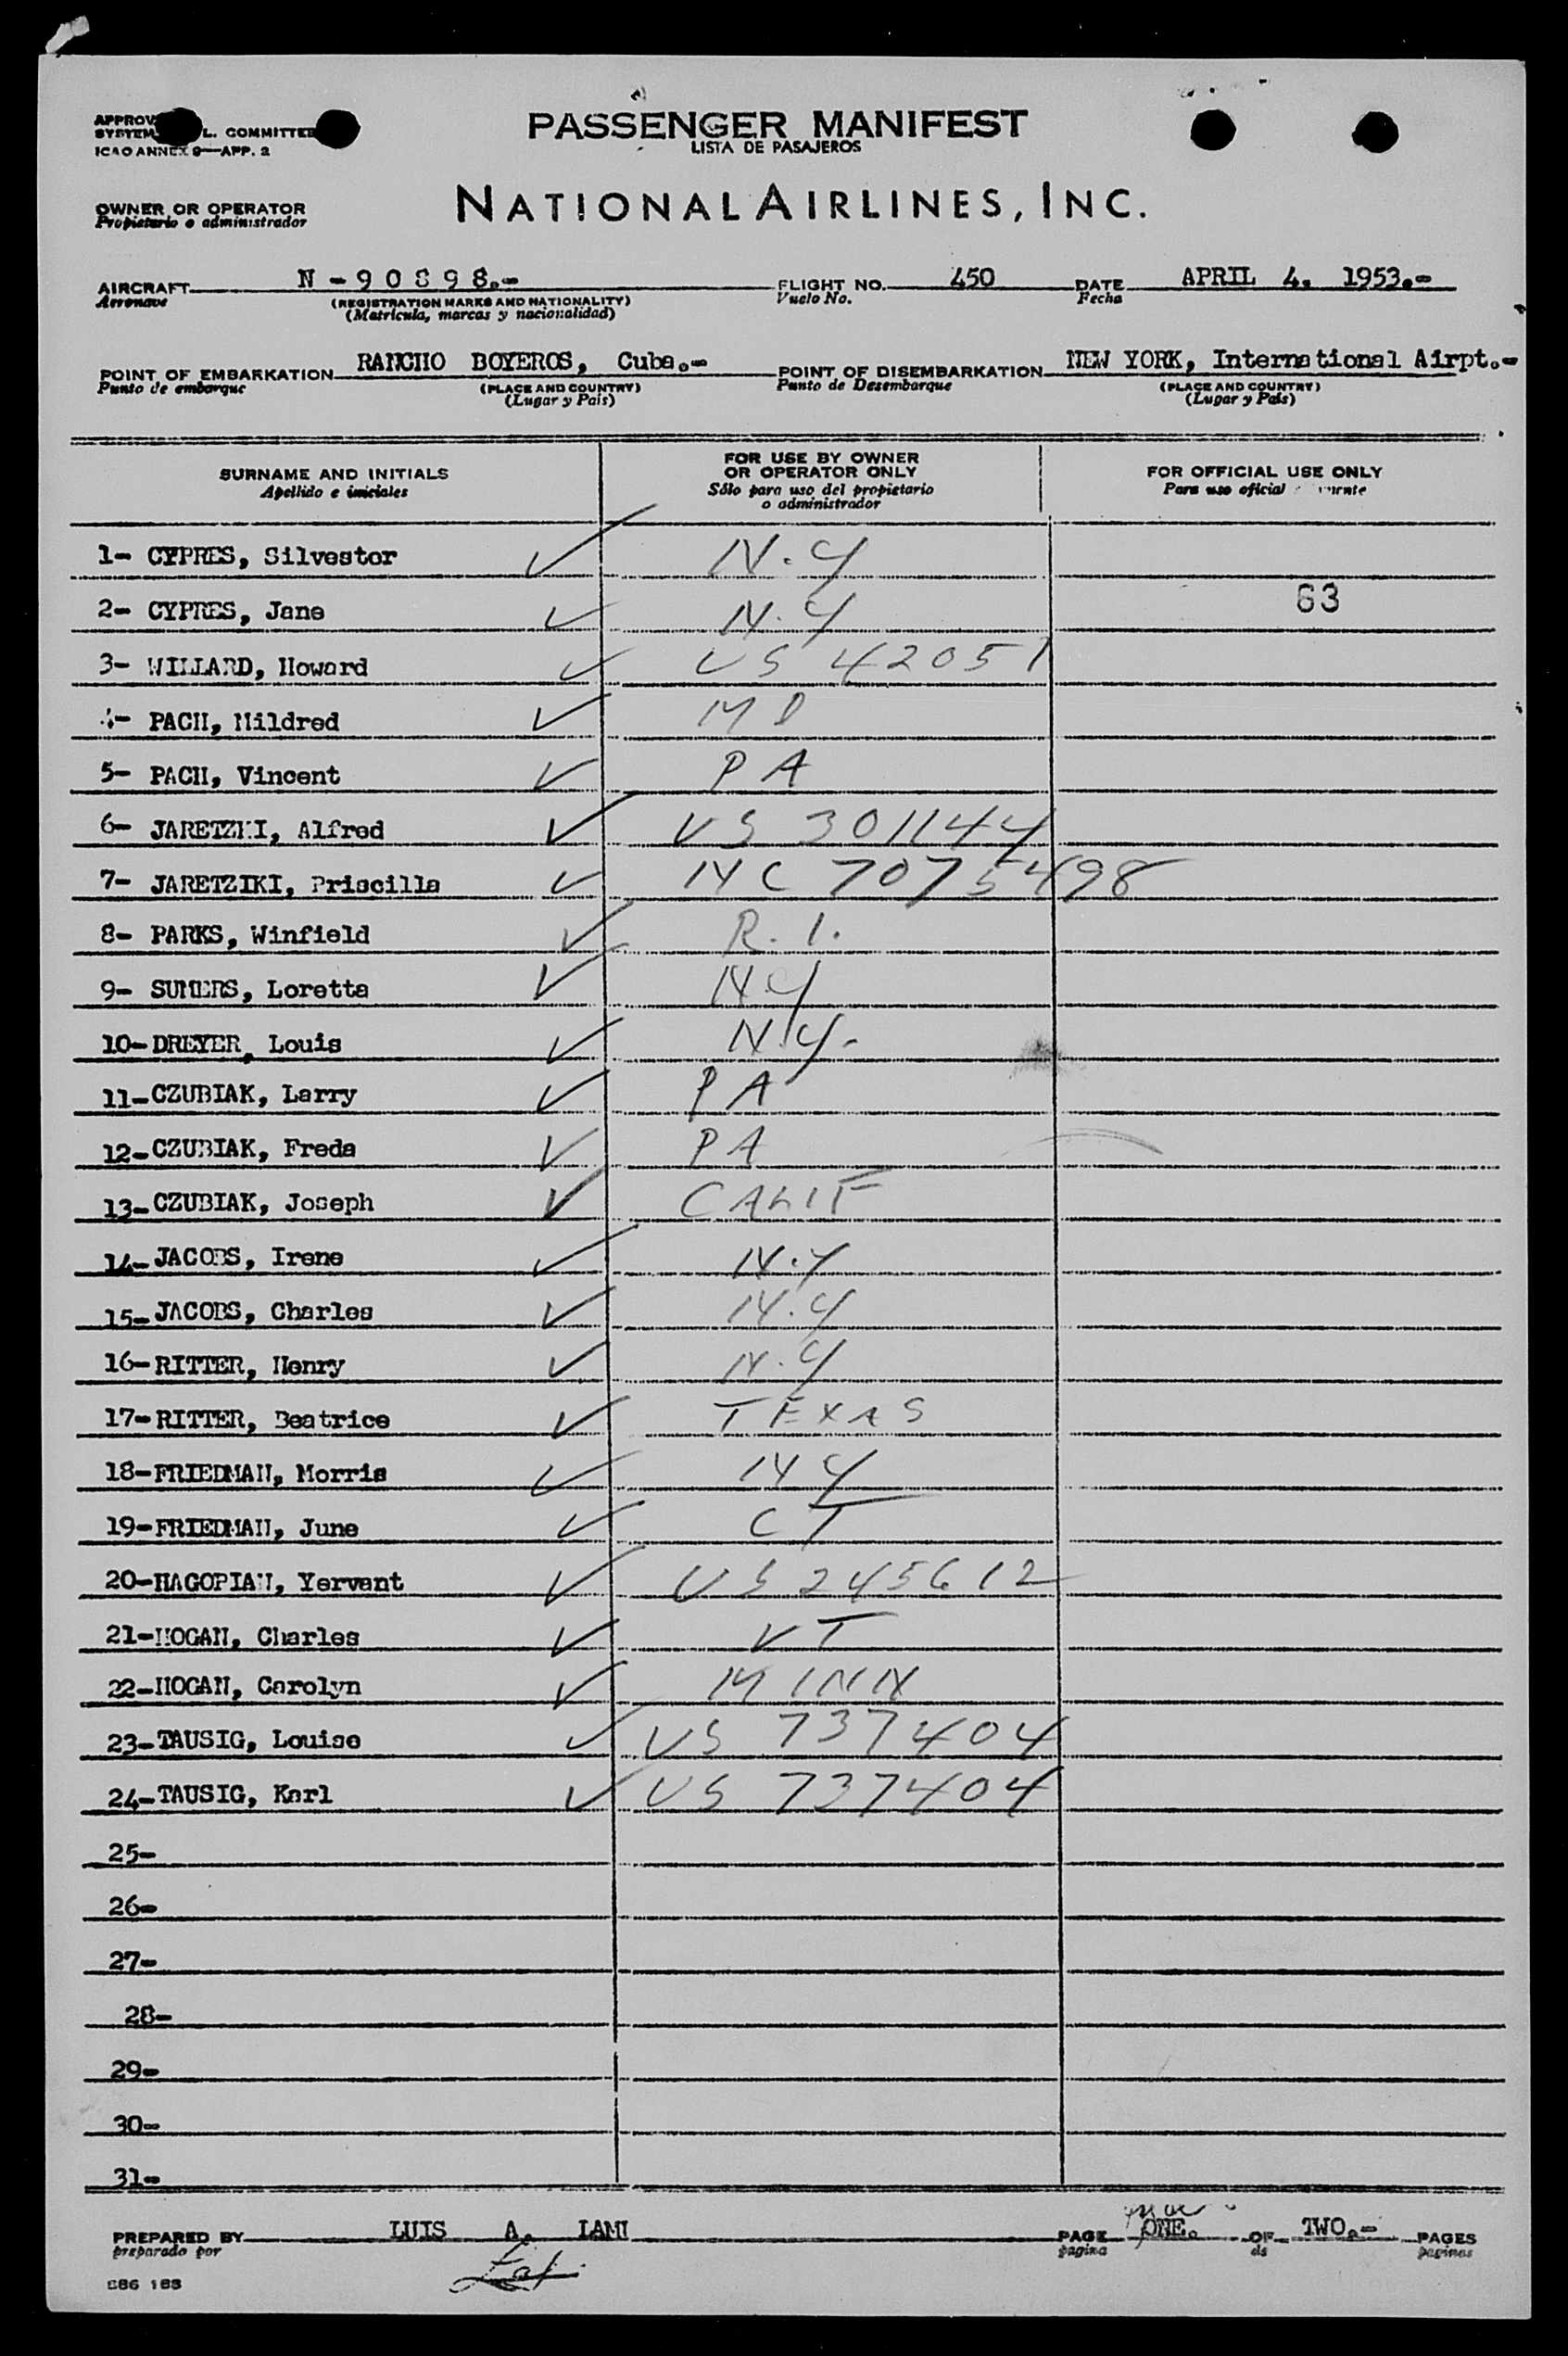 PASSENGER MANIFEST
LISTA DE PASAJEROS
L. COMMITTEE
ICAO ANNEX 9—APP. 2
NATIONAL AIRLINES, INC.
OWNER OR OPERATOR
Propietario o administrador
AIRCRAFT N-90898.- FLIGHT NO. 450 DATE APRIL 4, 1953.-
Aeronave (REGISTRATION MARKS AND NATIONALITY) Vuelo No. Fecha
(Matrícula, marcas y nacionalidad)
POINT OF EMBARKATION RANCHO BOYEROS, Cuba.- POINT OF DISEMBARKATION NEW YORK, International Airpt.-
Punto de embarque (PLACE AND COUNTRY) Punto de Desembarque (PLACE AND COUNTRY)
(Lugar y País) (Lugar y País)
SURNAME AND INITIALS
Apellido e iniciales
FOR USE BY OWNER
OR OPERATOR ONLY
Sólo para uso del propietario
o administrador
FOR OFFICIAL USE ONLY
Para uso oficial
1- CYPRES, Silvestor N.Y
63
2- CYPRES, Jane N.Y
3- WILLARD, Howard US 42051
4- PACH, Mildred MD
5- PACH, Vincent PA
6- JARETZKI, Alfred US 301144
7- JARETZIKI, Priscilla NC 7075498
8- PARKS, Winfield R.I.
9- SUMERS, Loretta NY
10- DREYER, Louis N.Y.
11- CZUBIAK, Larry PA
12- CZUBIAK, Freda PA
13- CZUBIAK, Joseph CALIF
14- JACOBS, Irene N.Y
15- JACOBS, Charles N.Y
16- RITTER, Henry N.Y
17- RITTER, Beatrice TEXAS
18- FRIEDMAN, Morris NY
19- FRIEDMAN, June CT
20- HAGOPIAN, Yervant US 245612
21- HOGAN, Charles VT
22- HOGAN, Carolyn MINN
23- TAUSIG, Louise US 737404
24- TAUSIG, Karl US 737404
25-
26-
27-
28-
29-
30-
31-
PREPARED BY LUIS A. LAMI PAGE ONE. OF TWO.- PAGES
preparado por pagina de paginas